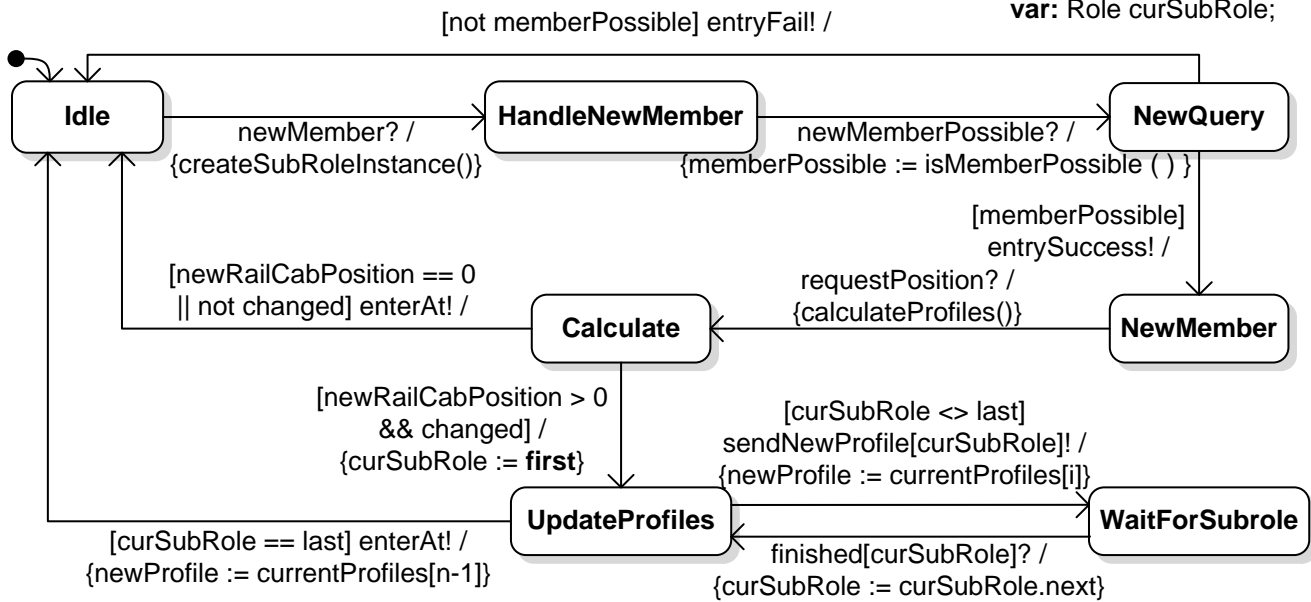 var: Role curSubRole;
[not memberPossible] entryFail! /
Idle
HandleNewMember
NewQuery
newMember? /
{createSubRoleInstance()}
newMemberPossible? /
{memberPossible := isMemberPossible ( ) }
[memberPossible]
entrySuccess! /
[newRailCabPosition == 0
|| not changed] enterAt! /
requestPosition? /
{calculateProfiles()}
Calculate
NewMember
[newRailCabPosition > 0
&& changed] /
{curSubRole := first}
[curSubRole <> last]
sendNewProfile[curSubRole]! /
{newProfile := currentProfiles[i]}
UpdateProfiles
WaitForSubrole
[curSubRole == last] enterAt! /
{newProfile := currentProfiles[n-1]}
finished[curSubRole]? /
{curSubRole := curSubRole.next}